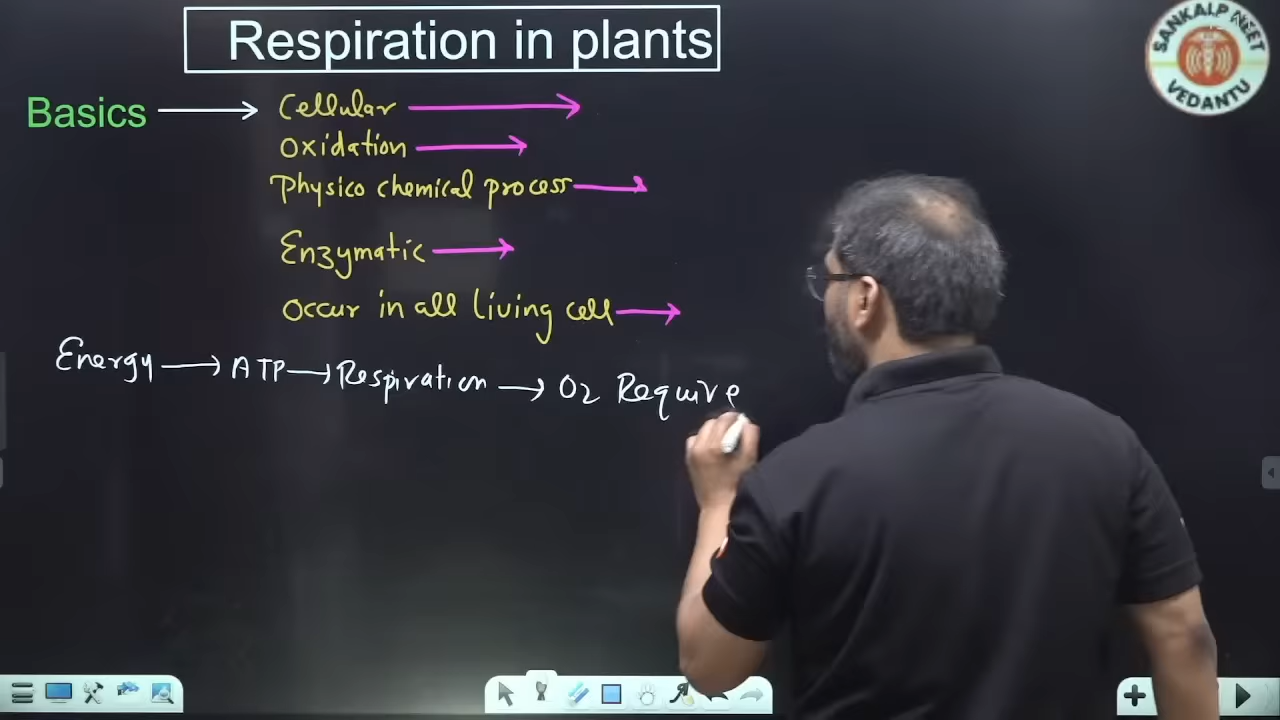 Respiration in plants
SANKALP NEET
VEDANTU
Basics → Cellular →
Oxidation →
Physico chemical process →
Enzymatic →
Occur in all living cell →
Energy → ATP → Respiration → O2 Require